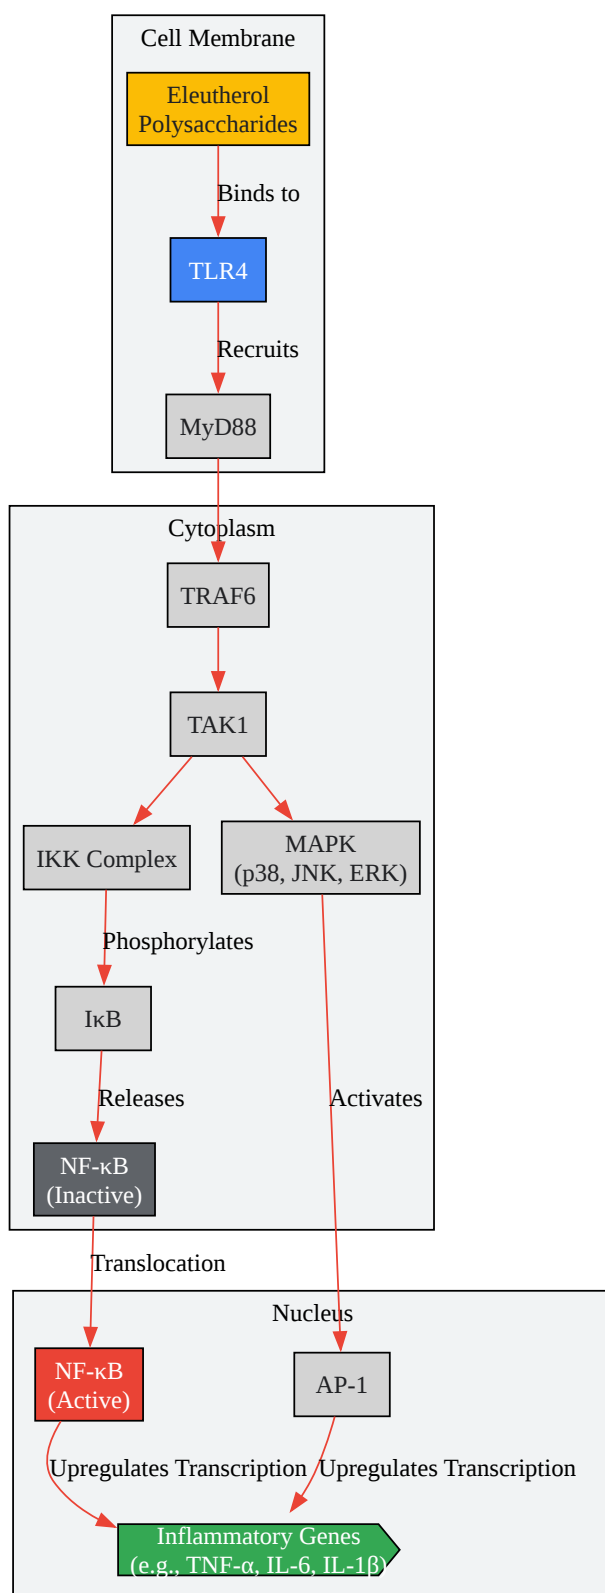 Cell Membrane
Eleutherol
Polysaccharides
Binds to
TLR4
Recruits
MyD88
Cytoplasm
TRAF6
TAK1
IKK Complex
MAPK
(p38, JNK, ERK)
Phosphorylates
IκB
Releases
Activates
NF-κB
(Inactive)
Translocation
Nucleus
NF-κB
(Active)
AP-1
Upregulates Transcription
Upregulates Transcription
Inflammatory Genes
(e.g., TNF-α, IL-6, IL-1β)